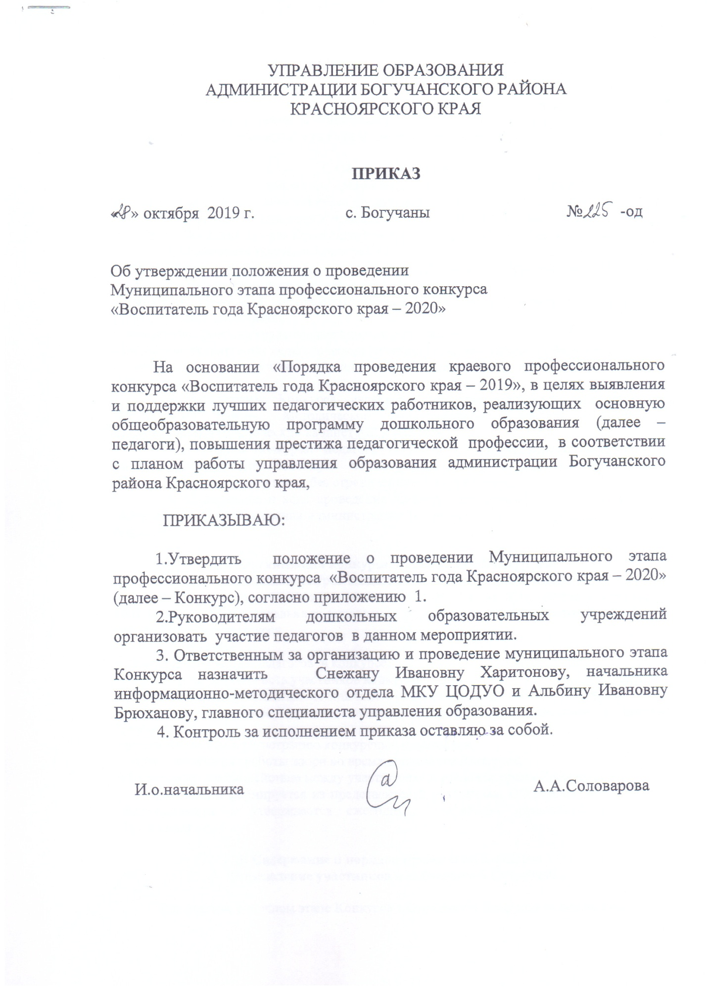 УПРАВЛЕНИЕ ОБРАЗОВАНИЯ
АДМИНИСТРАЦИИ БОГУЧАНСКОГО РАЙОНА
КРАСНОЯРСКОГО КРАЯ
ПРИКАЗ
«28» октября 2019 г. с. Богучаны №225 -од
Об утверждении положения о проведении
Муниципального этапа профессионального конкурса
«Воспитатель года Красноярского края – 2020»
На основании «Порядка проведения краевого профессионального
конкурса «Воспитатель года Красноярского края – 2019», в целях выявления
и поддержки лучших педагогических работников, реализующих основную
общеобразовательную программу дошкольного образования (далее –
педагоги), повышения престижа педагогической профессии, в соответствии
с планом работы управления образования администрации Богучанского
района Красноярского края,
ПРИКАЗЫВАЮ:
1.Утвердить положение о проведении Муниципального этапа
профессионального конкурса «Воспитатель года Красноярского края – 2020»
(далее – Конкурс), согласно приложению 1.
2.Руководителям дошкольных образовательных учреждений
организовать участие педагогов в данном мероприятии.
3. Ответственным за организацию и проведение муниципального этапа
Конкурса назначить Снежану Ивановну Харитонову, начальника
информационно-методического отдела МКУ ЦОДУО и Альбину Ивановну
Брюханову, главного специалиста управления образования.
4. Контроль за исполнением приказа оставляю за собой.
И.о.начальника А.А.Соловарова